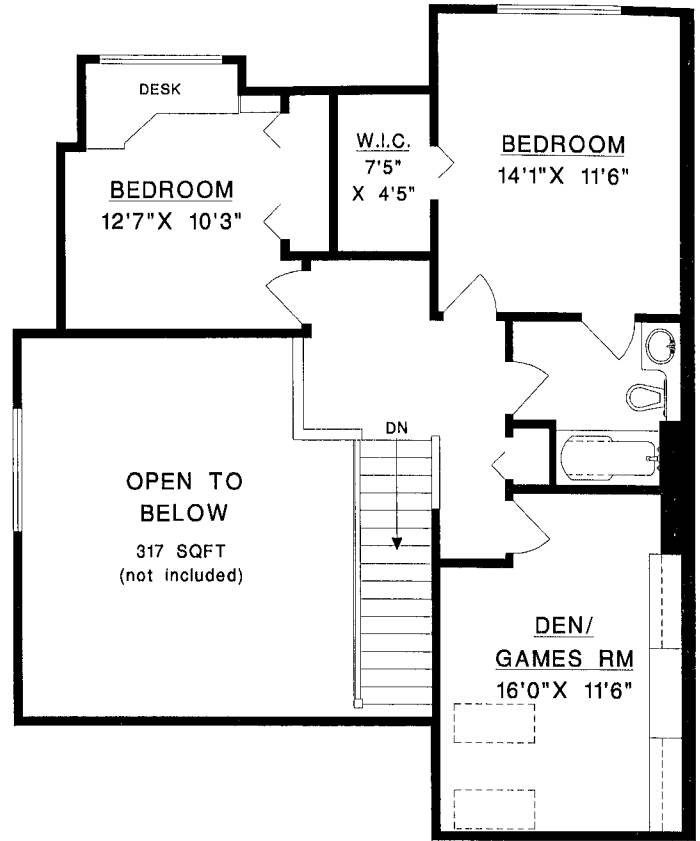 DESK
BEDROOM
12'7"X 10'3"
W.I.C.
7'5"
X 4'5"
BEDROOM
14'1"X 11'6"
DN
OPEN TO
BELOW
317 SQFT
(not included)
DEN/
GAMES RM
16'0"X 11'6"